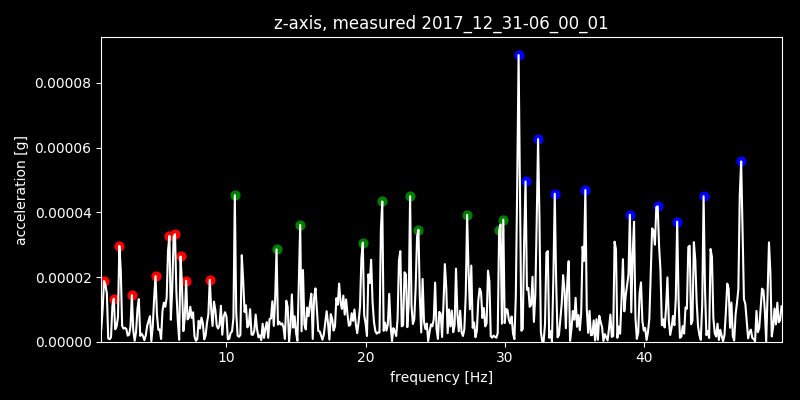 z-axis, measured 2017_12_31-06_00_01
acceleration [g]
0.00008
0.00006
0.00004
0.00002
0.00000
10 20 30 40
frequency [Hz]